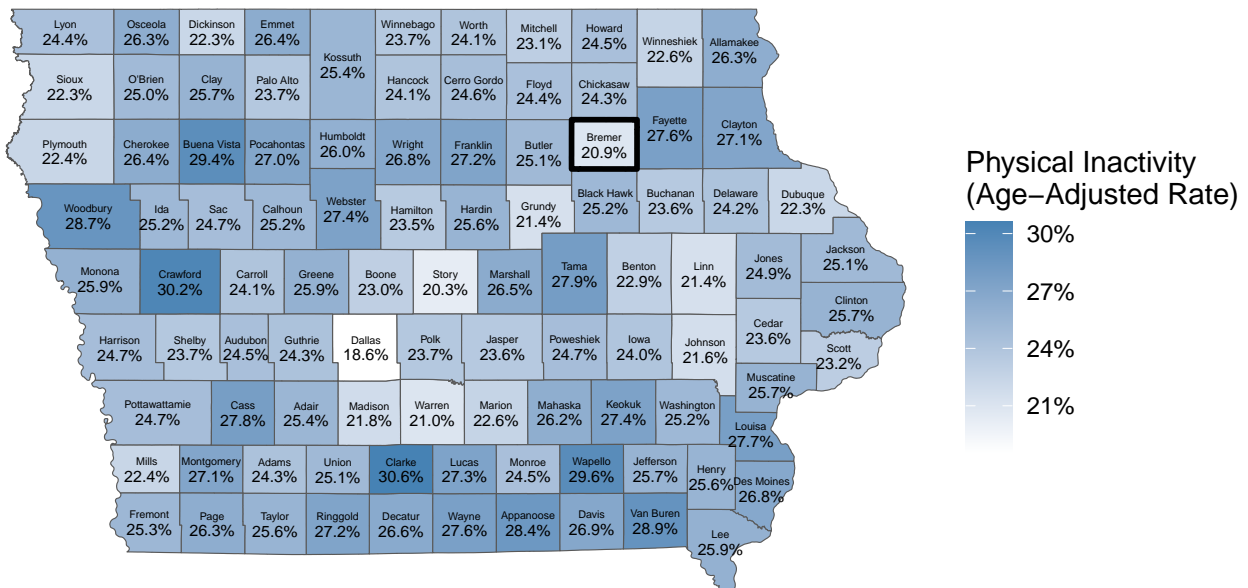 Lyon
24.4%
Osceola
26.3%
Dickinson
22.3%
Emmet
26.4%
Kossuth
25.4%
Winnebago
23.7%
Worth
24.1%
Mitchell
23.1%
Howard
24.5%
Winneshiek
22.6%
Allamakee
26.3%
Sioux
22.3%
O'Brien
25.0%
Clay
25.7%
Palo Alto
23.7%
Hancock
24.1%
Cerro Gordo
24.6%
Floyd
24.4%
Chickasaw
24.3%
Plymouth
22.4%
Cherokee
26.4%
Buena Vista
29.4%
Pocahontas
27.0%
Humboldt
26.0%
Wright
26.8%
Franklin
27.2%
Butler
25.1%
Bremer
20.9%
Fayette
27.6%
Clayton
27.1%
Woodbury
28.7%
Ida
25.2%
Sac
24.7%
Calhoun
25.2%
Webster
27.4%
Hamilton
23.5%
Hardin
25.6%
Grundy
21.4%
Black Hawk
25.2%
Buchanan
23.6%
Delaware
24.2%
Dubuque
22.3%
Monona
25.9%
Crawford
30.2%
Carroll
24.1%
Greene
25.9%
Boone
23.0%
Story
20.3%
Marshall
26.5%
Tama
27.9%
Benton
22.9%
Linn
21.4%
Jones
24.9%
Jackson
25.1%
Clinton
25.7%
Harrison
24.7%
Shelby
23.7%
Audubon
24.5%
Guthrie
24.3%
Dallas
18.6%
Polk
23.7%
Jasper
23.6%
Poweshiek
24.7%
Iowa
24.0%
Johnson
21.6%
Cedar
23.6%
Scott
23.2%
Muscatine
25.7%
Pottawattamie
24.7%
Cass
27.8%
Adair
25.4%
Madison
21.8%
Warren
21.0%
Marion
22.6%
Mahaska
26.2%
Keokuk
27.4%
Washington
25.2%
Louisa
27.7%
Mills
22.4%
Montgomery
27.1%
Adams
24.3%
Union
25.1%
Clarke
30.6%
Lucas
27.3%
Monroe
24.5%
Wapello
29.6%
Jefferson
25.7%
Henry
25.6%
Des Moines
26.8%
Fremont
25.3%
Page
26.3%
Taylor
25.6%
Ringgold
27.2%
Decatur
26.6%
Wayne
27.6%
Appanoose
28.4%
Davis
26.9%
Van Buren
28.9%
Lee
25.9%
Physical Inactivity
(Age−Adjusted Rate)
30%
27%
24%
21%